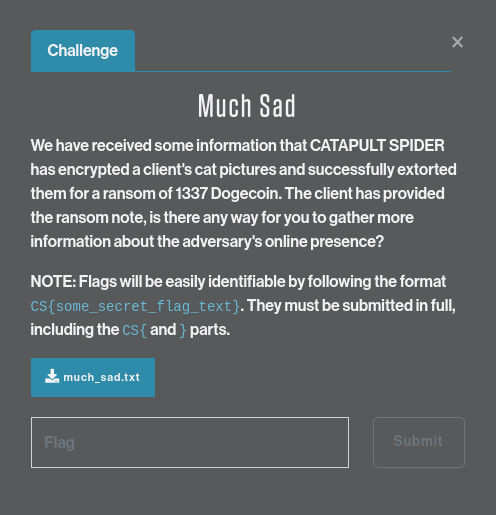 Challenge
×
Much Sad
We have received some information that CATAPULT SPIDER
has encrypted a client's cat pictures and successfully extorted
them for a ransom of 1337 Dogecoin. The client has provided
the ransom note, is there any way for you to gather more
information about the adversary's online presence?
NOTE: Flags will be easily identifiable by following the format
CS{some_secret_flag_text}. They must be submitted in full,
including the CS{ and } parts.
much_sad.txt
Flag
Submit